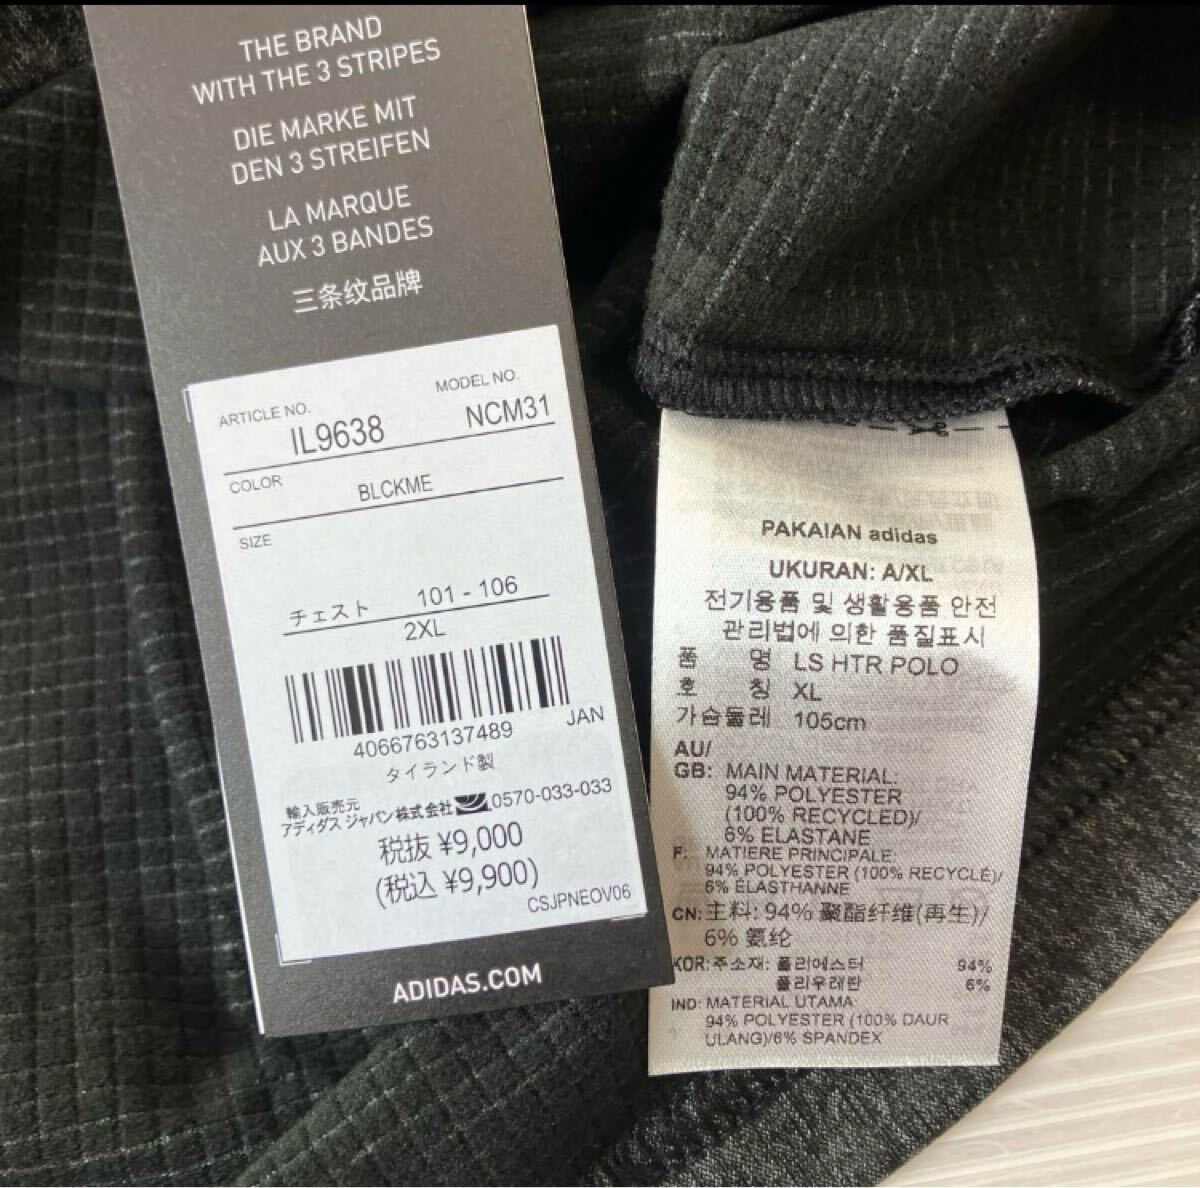 THE BRAND
WITH THE 3 STRIPES
DIE MARKE MIT
DEN 3 STREIFEN
LA MARQUE
AUX 3 BANDES
三条纹品牌
ARTICLE NO.
MODEL NO.
IL9638
NCM31
COLOR
BLCKME
SIZE
チェスト 101 - 106
2XL
4066763137489
JAN
タイランド製
輸入販売元
アディダス ジャパン株式会社 0570-033-033
税抜 ¥9,000
(税込 ¥9,900)
CSJPNEOV06
ADIDAS.COM
PAKAIAN adidas
UKURAN: A/XL
전기용품 및 생활용품 안전
관리법에 의한 품질표시
품 명 LS HTR POLO
호 칭 XL
가슴둘레 105cm
AU/
GB: MAIN MATERIAL:
94% POLYESTER
(100% RECYCLED)/
6% ELASTANE
F: MATIERE PRINCIPALE:
94% POLYESTER (100% RECYCLÉ)/
6% ÉLASTHANNE
CN: 主料: 94% 聚酯纤维(再生)/
6% 氨纶
KOR: 주소재: 폴리에스터 94%
폴리우레탄 6%
IND: MATERIAL UTAMA:
94% POLYESTER (100% DAUR
ULANG)/6% SPANDEX